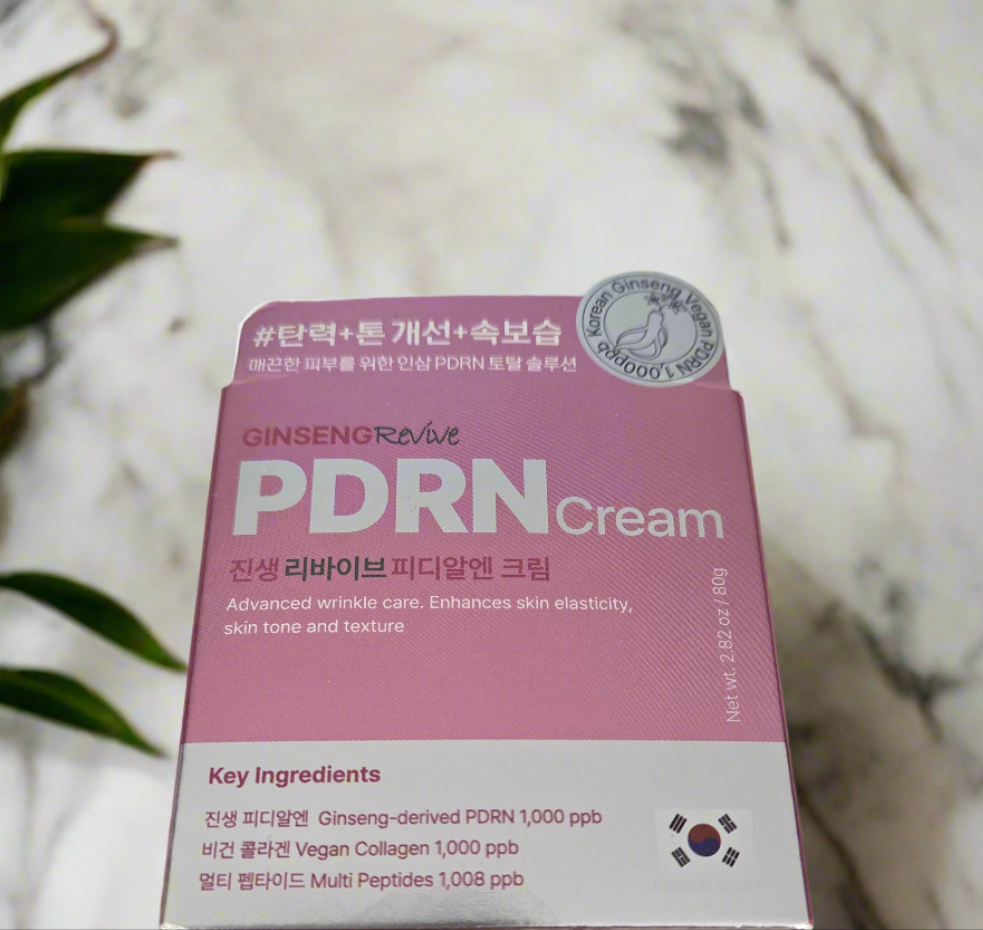 #탄력+톤 개선+속보습
매끈한 피부를 위한 인삼 PDRN 토탈 솔루션
Korean Ginseng Vegan PDRN 1,000ppb
GINSENG Revive
PDRN Cream
진생 리바이브 피디알엔 크림
Advanced wrinkle care. Enhances skin elasticity,
skin tone and texture
Net wt. 2.82 oz / 80g
Key Ingredients
진생 피디알엔 Ginseng-derived PDRN 1,000 ppb
비건 콜라겐 Vegan Collagen 1,000 ppb
멀티 펩타이드 Multi Peptides 1,008 ppb